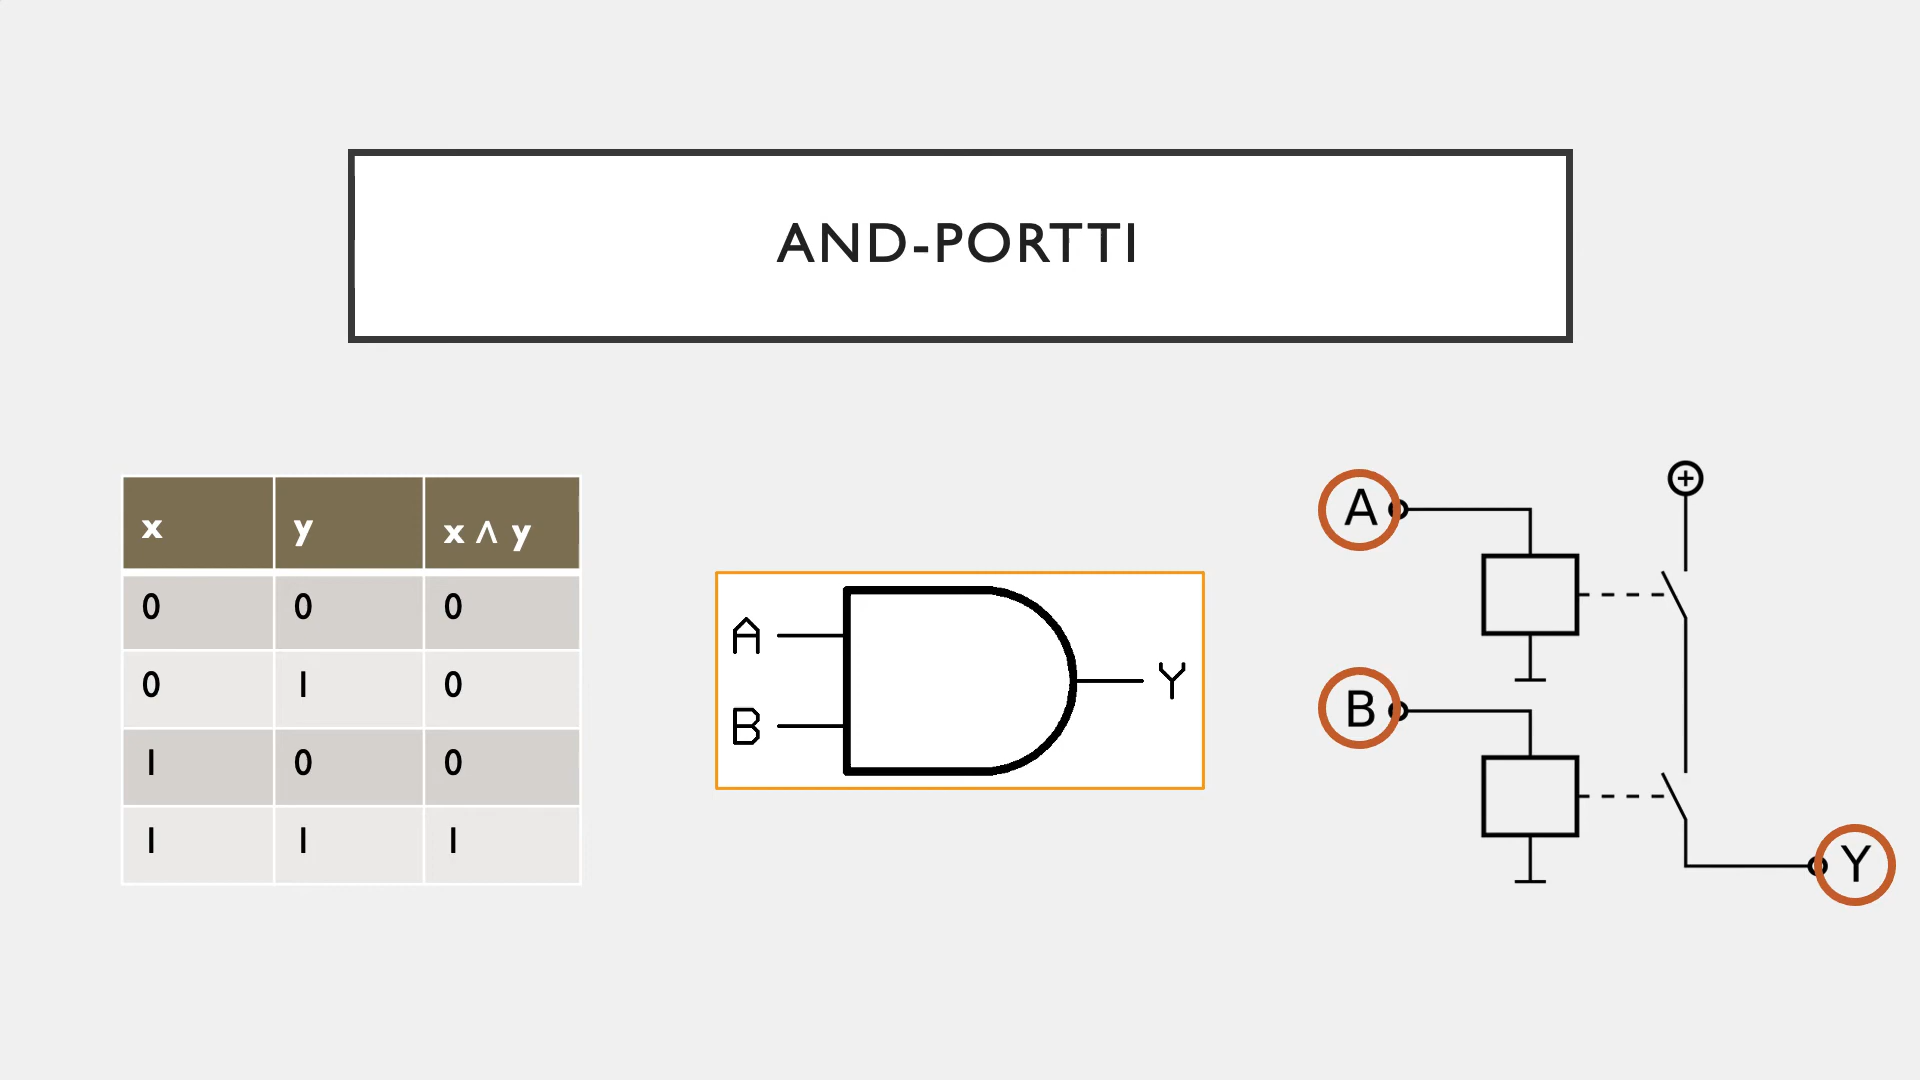 AND-PORTTI
x y x ∧ y
0 0 0
0 1 0
1 0 0
1 1 1
A
B
Y
A
B
Y